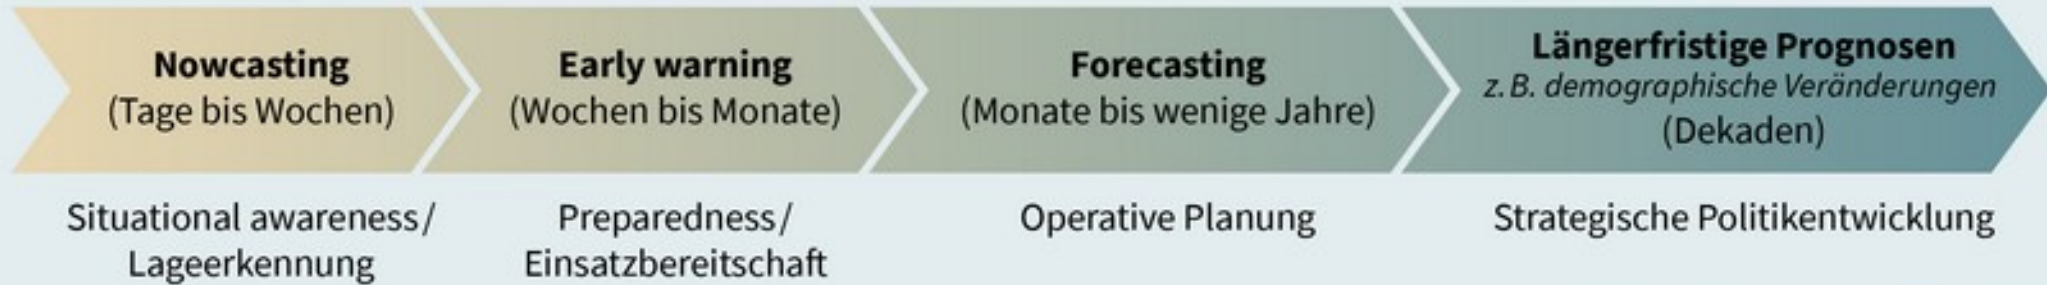 Nowcasting
(Tage bis Wochen)
Early warning
(Wochen bis Monate)
Forecasting
(Monate bis wenige Jahre)
Längerfristige Prognosen
z. B. demographische Veränderungen
(Dekaden)
Situational awareness/
Lageerkennung
Preparedness/
Einsatzbereitschaft
Operative Planung
Strategische Politikentwicklung